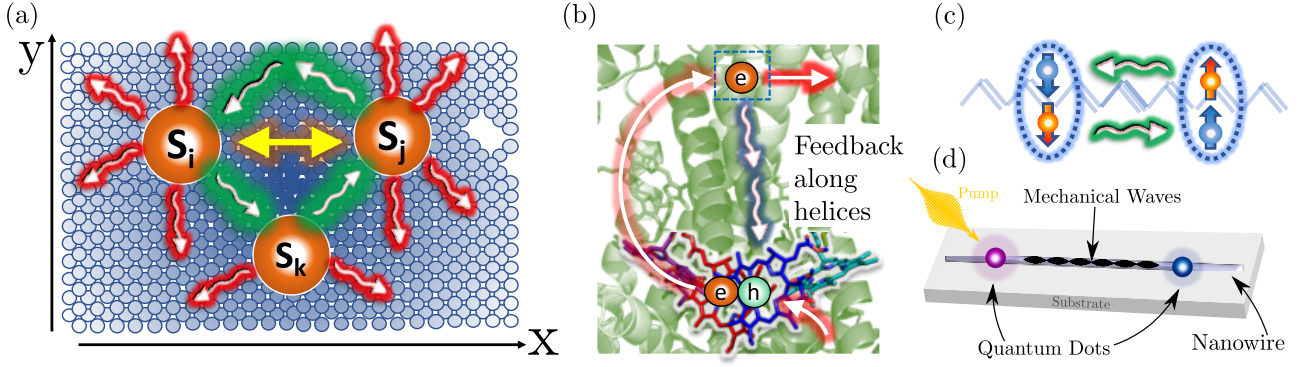 (a)
y
S_i
S_j
S_k
x
(b)
e
Feedback
along
helices
e
h
(c)
(d)
Pump
Mechanical Waves
Substrate
Quantum Dots
Nanowire